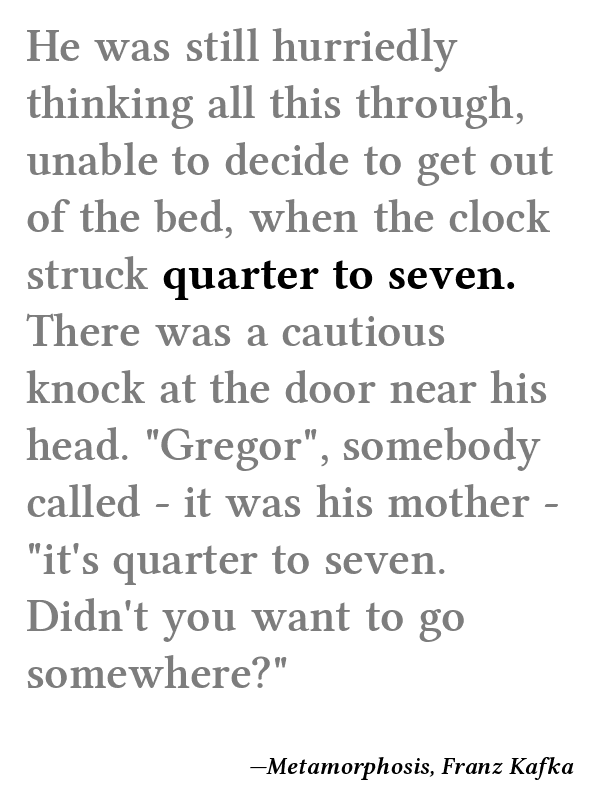 He was still hurriedly
thinking all this through,
unable to decide to get out
of the bed, when the clock
struck quarter to seven.
There was a cautious
knock at the door near his
head. "Gregor", somebody
called - it was his mother -
"it's quarter to seven.
Didn't you want to go
somewhere?"
—Metamorphosis, Franz Kafka